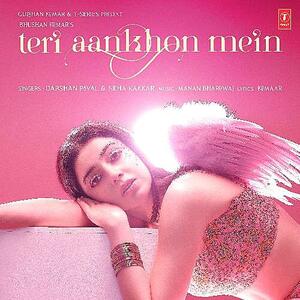 GULSHAN KUMAR & T-SERIES PRESENT
BHUSHAN KUMAR'S
teri aankhon mein
SINGERS - DARSHAN RAVAL & NEHA KAKKAR MUSIC - MANAN BHARDWAJ LYRICS - KUMAAR
T-SERIES